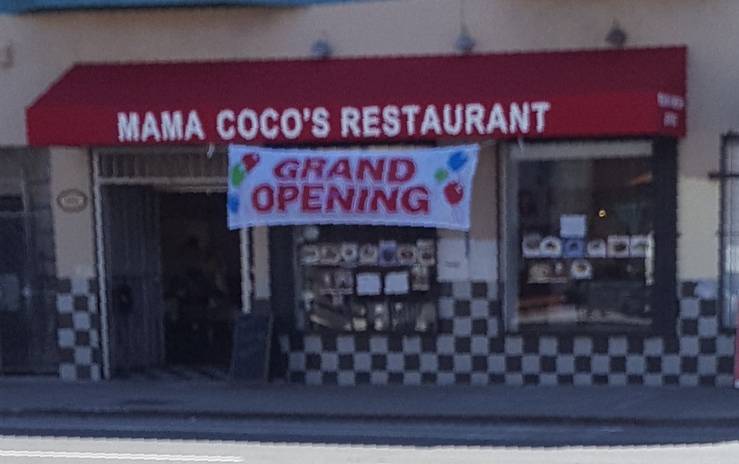 MAMA COCO'S RESTAURANT
GRAND
OPENING